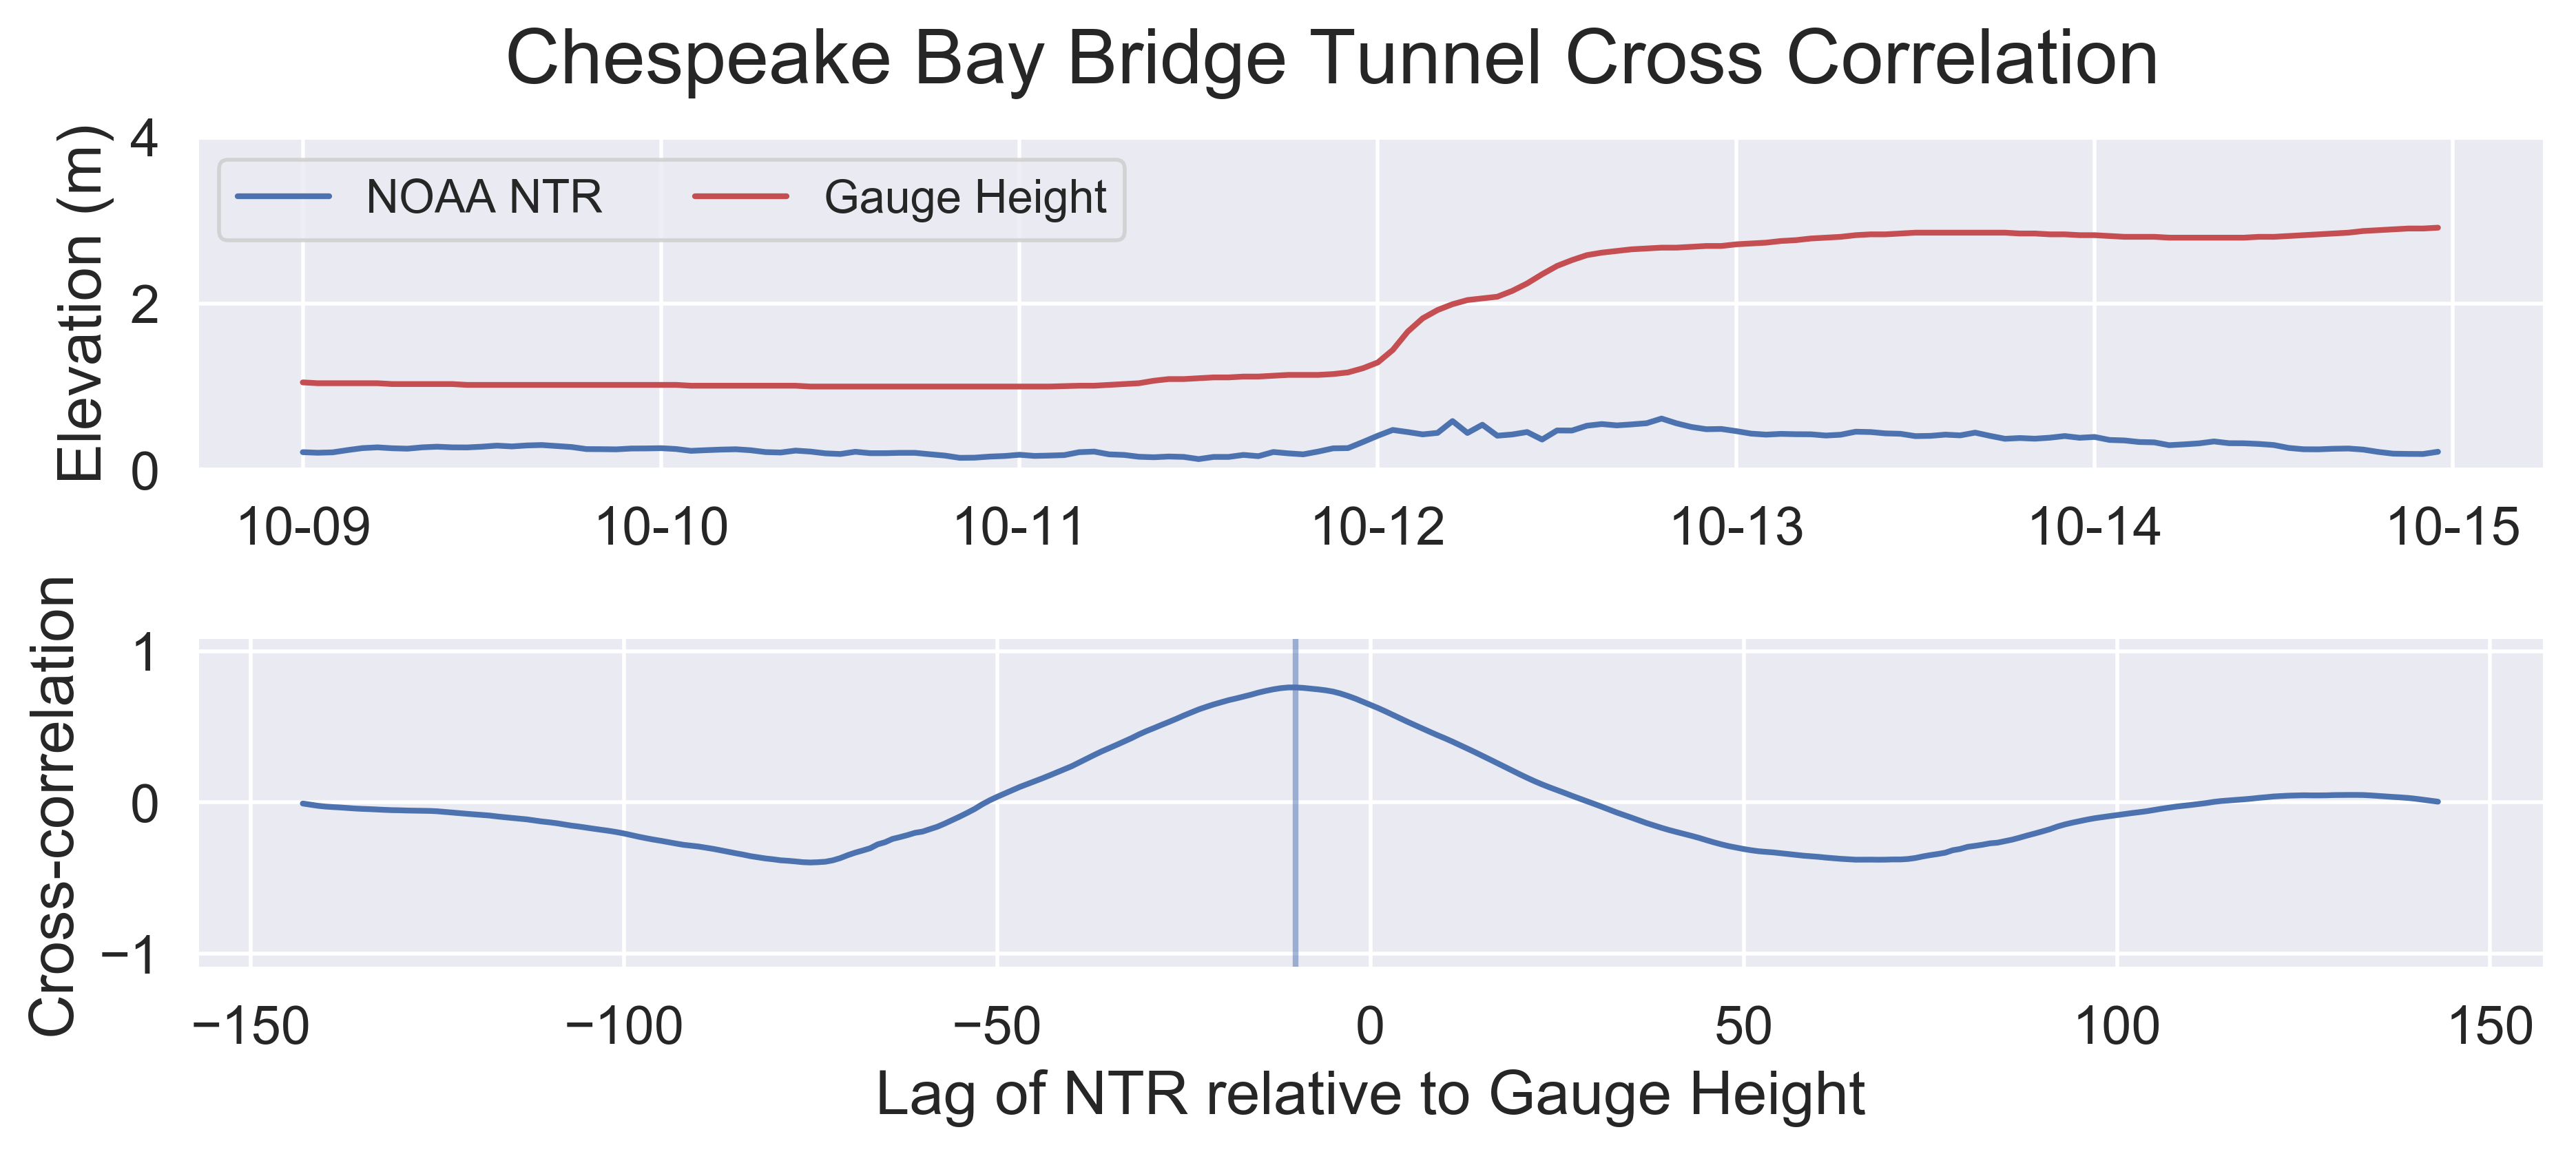 Chespeake Bay Bridge Tunnel Cross Correlation
Elevation (m)
4
2
0
NOAA NTR Gauge Height
10-09 10-10 10-11 10-12 10-13 10-14 10-15
Cross-correlation
1
0
−1
−150 −100 −50 0 50 100 150
Lag of NTR relative to Gauge Height